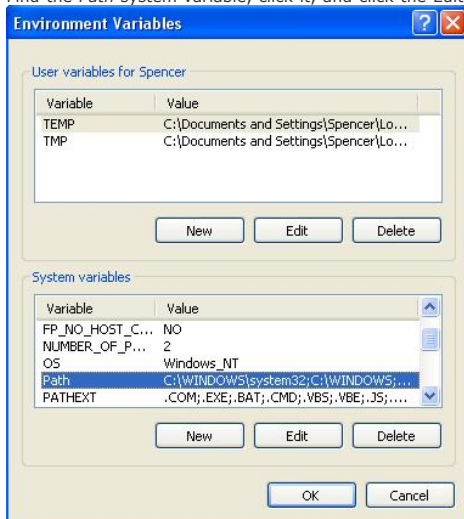 Find the Path system variable, click it, and click the Edit
Environment Variables
User variables for Spencer
Variable Value
TEMP C:\Documents and Settings\Spencer\Lo...
TMP C:\Documents and Settings\Spencer\Lo...
New Edit Delete
System variables
Variable Value
FP_NO_HOST_C... NO
NUMBER_OF_P... 2
OS Windows_NT
Path C:\WINDOWS\system32;C:\WINDOWS;...
PATHEXT .COM;.EXE;.BAT;.CMD;.VBS;.VBE;.JS;....
New Edit Delete
OK Cancel